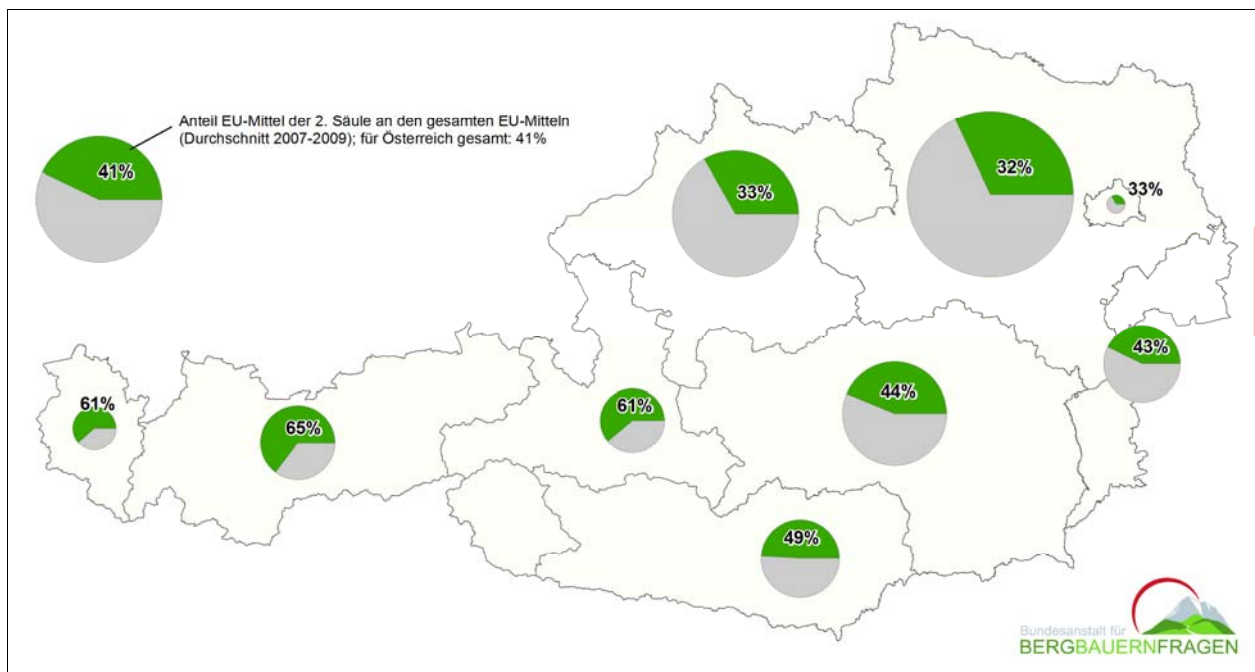 Anteil EU-Mittel der 2. Säule an den gesamten EU-Mitteln
(Durchschnitt 2007-2009); für Österreich gesamt: 41%
41%
33%
32%
33%
43%
44%
61%
65%
61%
49%
Bundesanstalt für
BERGBAUERNFRAGEN